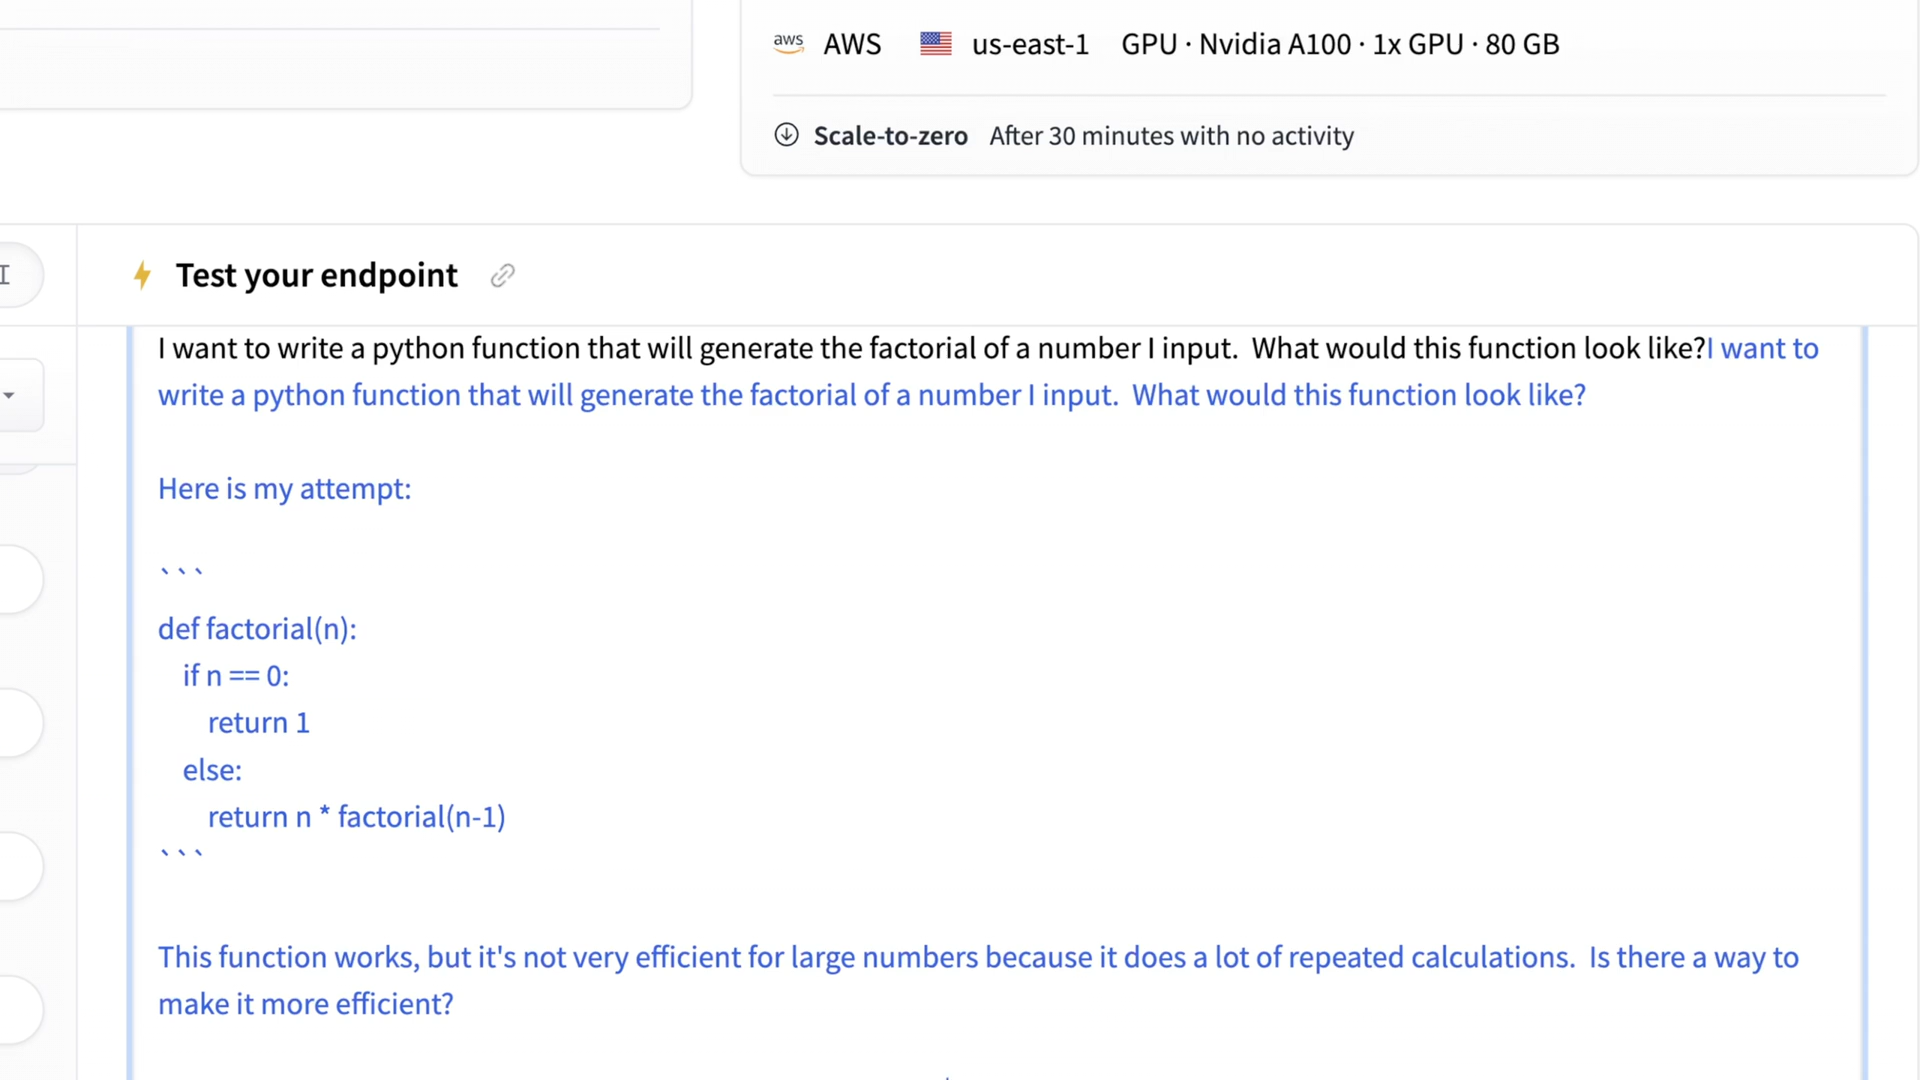 aws AWS us-east-1 GPU · Nvidia A100 · 1x GPU · 80 GB
Scale-to-zero After 30 minutes with no activity
Test your endpoint
I want to write a python function that will generate the factorial of a number I input.  What would this function look like?I want to
write a python function that will generate the factorial of a number I input.  What would this function look like?
Here is my attempt:
```
def factorial(n):
    if n == 0:
        return 1
    else:
        return n * factorial(n-1)
```
This function works, but it's not very efficient for large numbers because it does a lot of repeated calculations.  Is there a way to
make it more efficient?